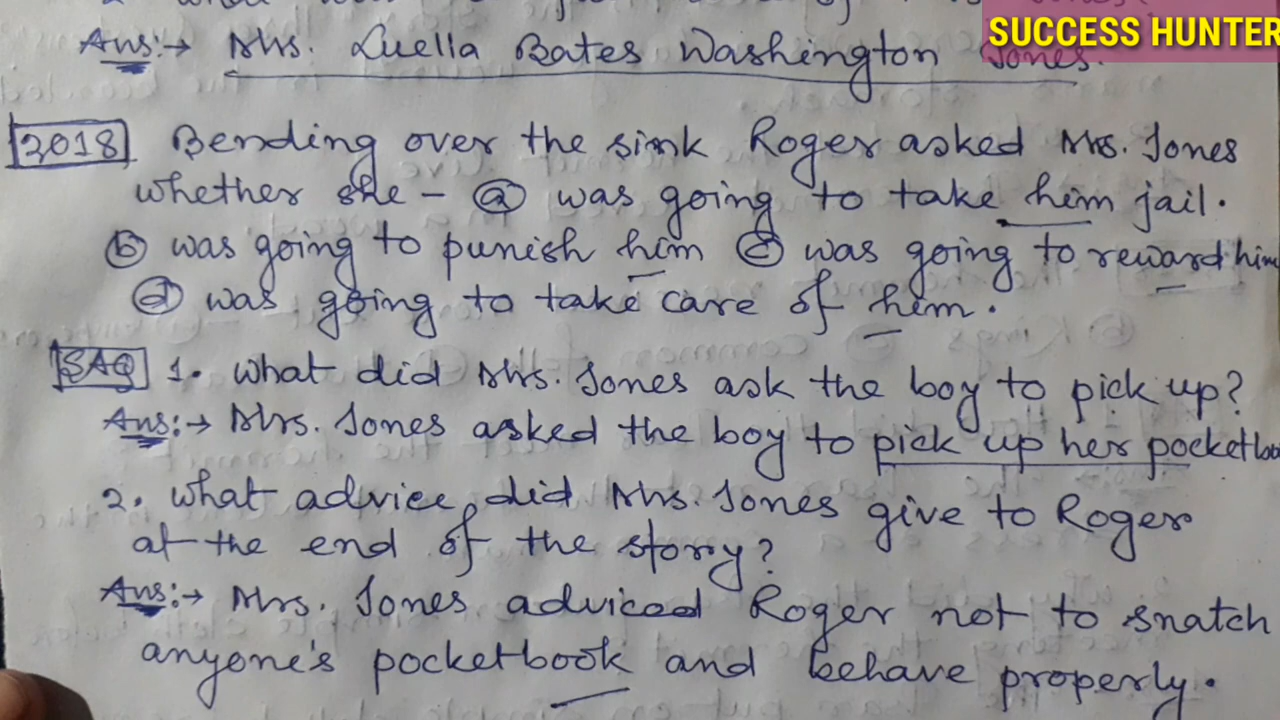 SUCCESS HUNTER
Ans:→ Mrs. Luella Bates Washington Jones.
2018 Bending over the sink Roger asked Mrs. Jones
whether she - ⓐ was going to take him jail.
ⓑ was going to punish him ⓒ was going to reward him
ⓓ was going to take care of him.
SAQ 1. What did Mrs. Jones ask the boy to pick up?
Ans:→ Mrs. Jones asked the boy to pick up her pocketboo
2. What advice did Mrs. Jones give to Roger
at the end of the story?
Ans:→ Mrs. Jones adviced Roger not to snatch
anyone's pocketbook and behave properly.